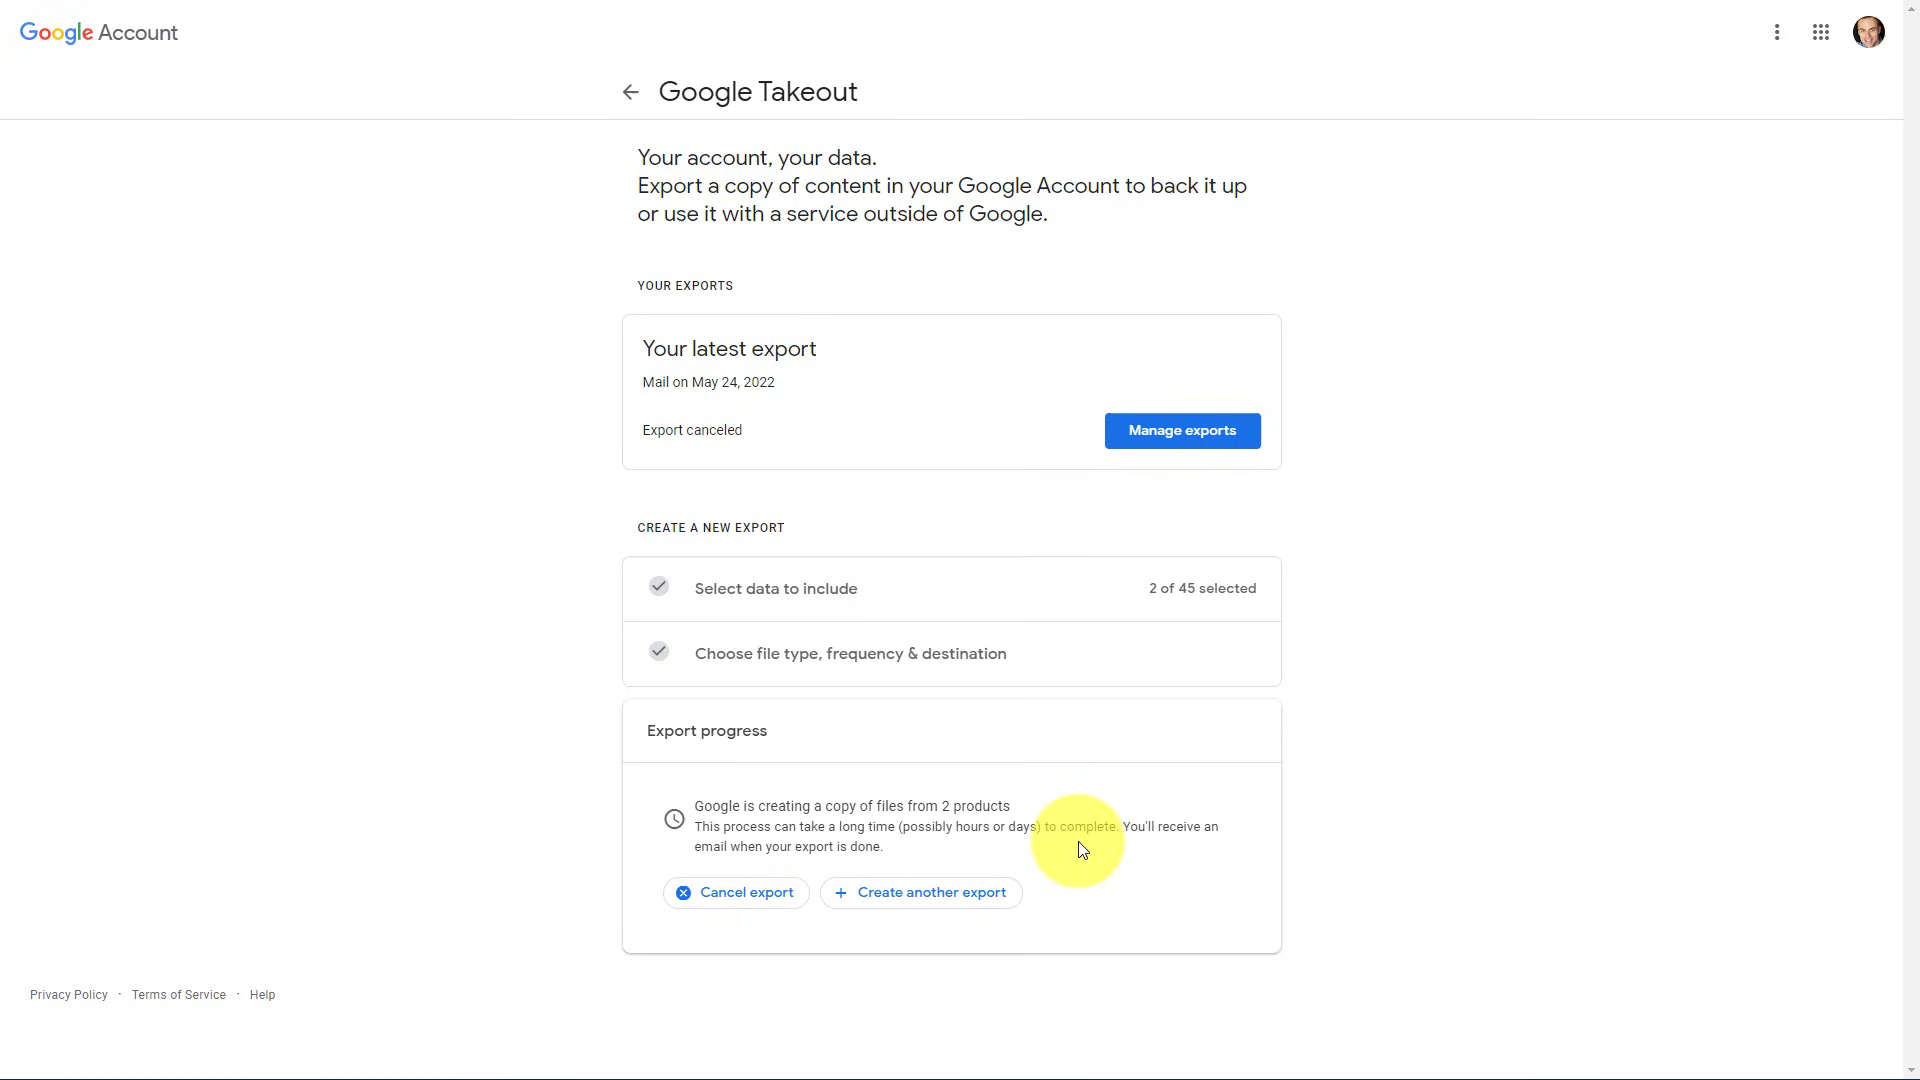 Google Account
Google Takeout
Your account, your data.
Export a copy of content in your Google Account to back it up
or use it with a service outside of Google.
YOUR EXPORTS
Your latest export
Mail on May 24, 2022
Export canceled
Manage exports
CREATE A NEW EXPORT
Select data to include
2 of 45 selected
Choose file type, frequency & destination
Export progress
Google is creating a copy of files from 2 products
This process can take a long time (possibly hours or days) to complete. You'll receive an
email when your export is done.
Cancel export
Create another export
Privacy Policy · Terms of Service · Help